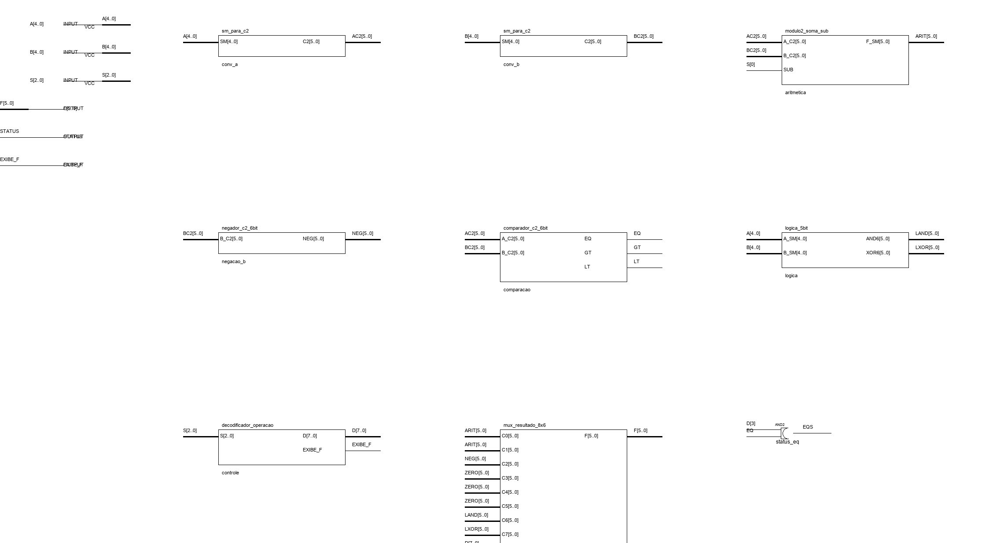 A[4..0] INPUT VCC A[4..0]
B[4..0] INPUT VCC B[4..0]
S[2..0] INPUT VCC S[2..0]
F[5..0] F[5..0] OUTPUT
STATUS STATUS OUTPUT
EXIBE_F EXIBE_F OUTPUT
sm_para_c2
A[4..0] SM[4..0] C2[5..0] AC2[5..0]
conv_a
sm_para_c2
B[4..0] SM[4..0] C2[5..0] BC2[5..0]
conv_b
modulo2_soma_sub
AC2[5..0] A_C2[5..0] F_SM[5..0] ARIT[5..0]
BC2[5..0] B_C2[5..0]
S[0] SUB
aritmetica
negador_c2_6bit
BC2[5..0] B_C2[5..0] NEG[5..0] NEG[5..0]
negacao_b
comparador_c2_6bit
AC2[5..0] A_C2[5..0] EQ EQ
BC2[5..0] B_C2[5..0] GT GT
LT LT
comparacao
logica_5bit
A[4..0] A_SM[4..0] AND6[5..0] LAND[5..0]
B[4..0] B_SM[4..0] XOR6[5..0] LXOR[5..0]
logica
decodificador_operacao
S[2..0] S[2..0] D[7..0] D[7..0]
EXIBE_F EXIBE_F
controle
mux_resultado_8x6
ARIT[5..0] C0[5..0] F[5..0] F[5..0]
ARIT[5..0] C1[5..0]
NEG[5..0] C2[5..0]
ZERO[5..0] C3[5..0]
ZERO[5..0] C4[5..0]
ZERO[5..0] C5[5..0]
LAND[5..0] C6[5..0]
LXOR[5..0] C7[5..0]
D[7..0]
D[3] AND2 EQS
EQ
status_eq